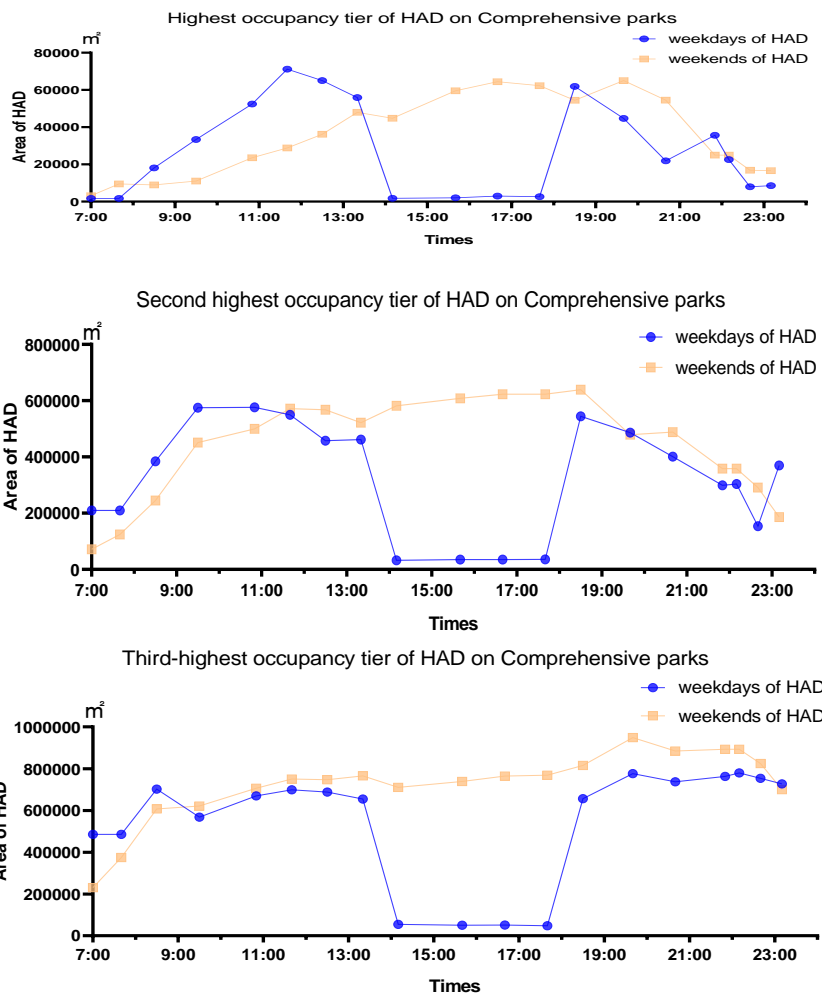 Highest occupancy tier of HAD on Comprehensive parks
m²
weekdays of HAD
weekends of HAD
80000
60000
40000
20000
0
Area of HAD
7:00 9:00 11:00 13:00 15:00 17:00 19:00 21:00 23:00
Times
Second highest occupancy tier of HAD on Comprehensive parks
m²
weekdays of HAD
weekends of HAD
800000
600000
400000
200000
0
Area of HAD
7:00 9:00 11:00 13:00 15:00 17:00 19:00 21:00 23:00
Times
Third-highest occupancy tier of HAD on Comprehensive parks
m²
weekdays of HAD
weekends of HAD
1000000
800000
600000
400000
200000
0
Area of HAD
7:00 9:00 11:00 13:00 15:00 17:00 19:00 21:00 23:00
Times